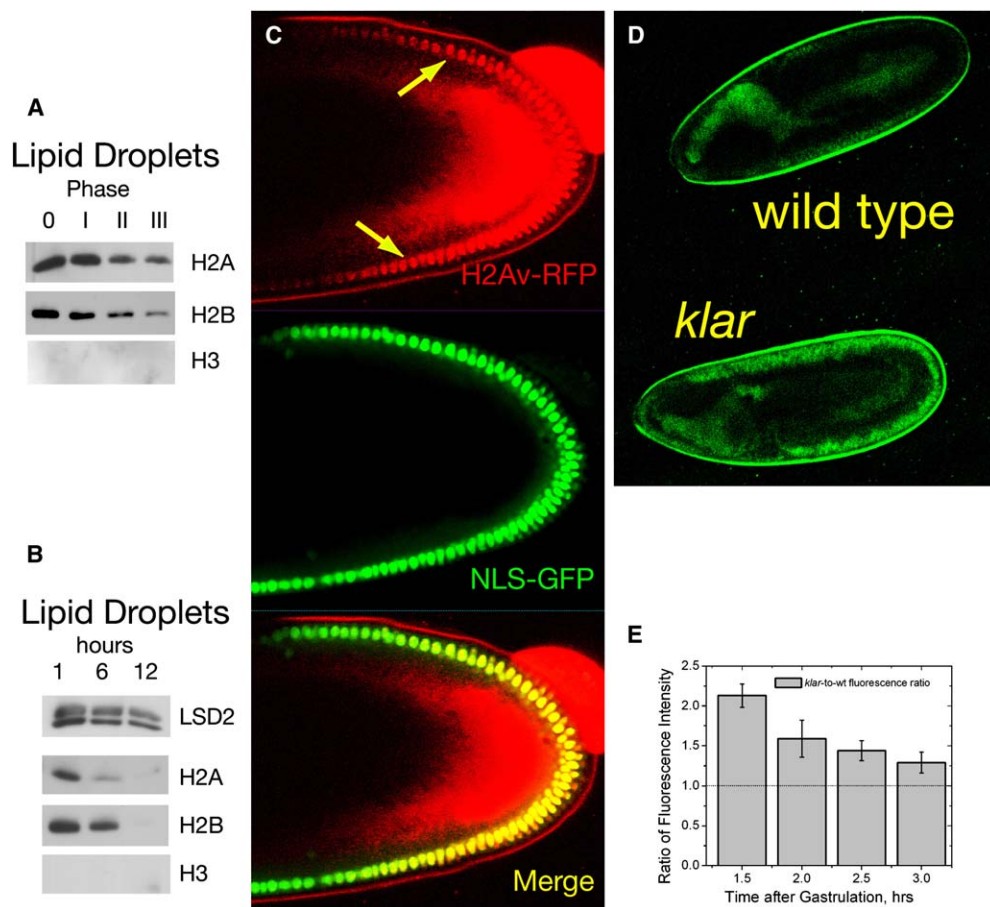 A
Lipid Droplets
Phase
0 I II III
H2A
H2B
H3
B
Lipid Droplets
hours
1 6 12
LSD2
H2A
H2B
H3
C
H2Av-RFP
NLS-GFP
Merge
D
wild type
klar
E
klar-to-wt fluorescence ratio
Ratio of Fluorescence Intensity
2.5
2.0
1.5
1.0
0.5
0.0
1.5 2.0 2.5 3.0
Time after Gastrulation, hrs